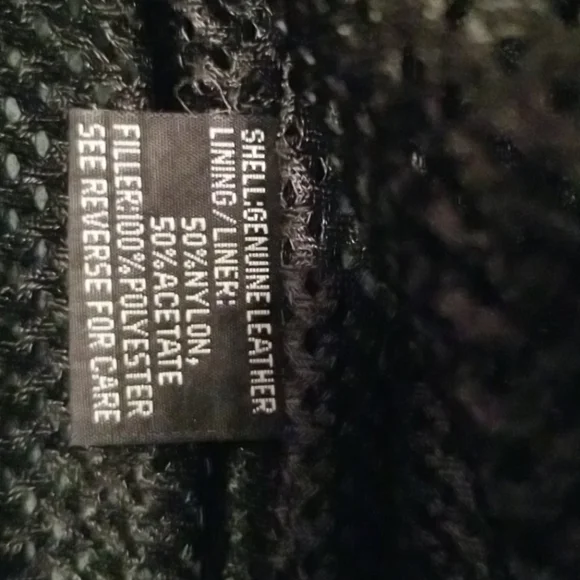 SHELL:GENUINE LEATHER
LINING/LINER:
50%NYLON,
50%ACETATE
FILLER:100%POLYESTER
SEE REVERSE FOR CARE